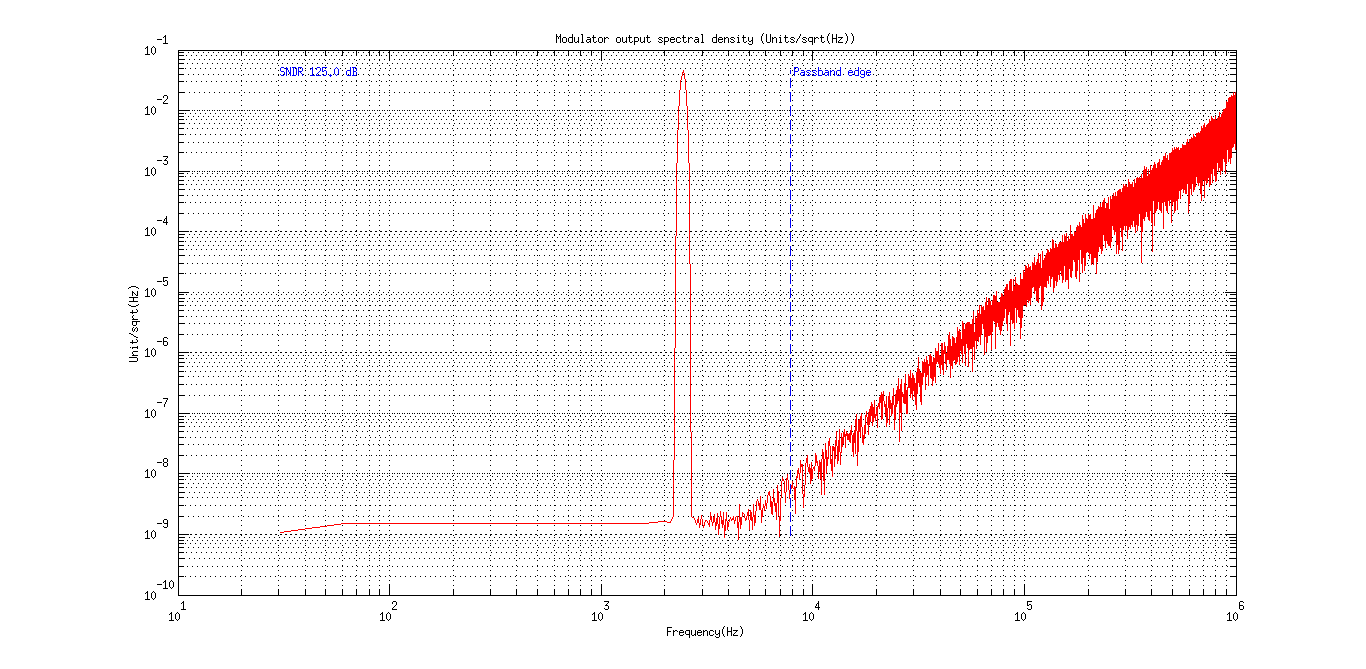 Modulator output spectral density (Units/sqrt(Hz))
10^-1
SNDR 125.0 dB
Passband edge
10^-2
10^-3
10^-4
10^-5
Unit/sqrt(Hz)
10^-6
10^-7
10^-8
10^-9
10^-10
10^1 10^2 10^3 10^4 10^5 10^6
Frequency(Hz)